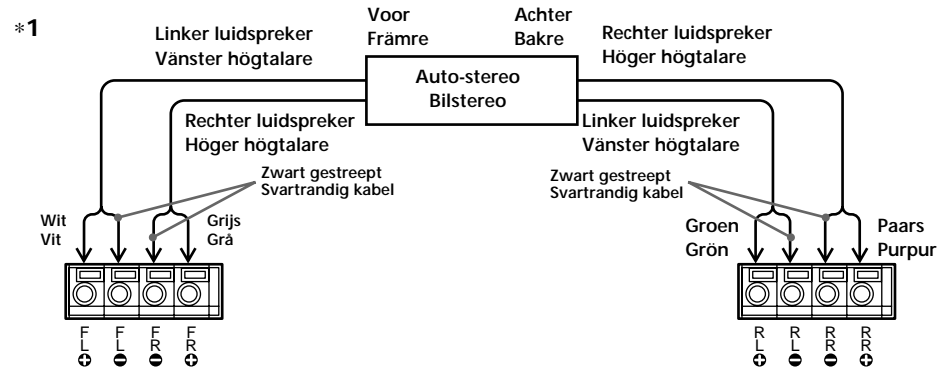 *1
Linker luidspreker
Vänster högtalare
Voor
Främre
Achter
Bakre
Rechter luidspreker
Höger högtalare
Auto-stereo
Bilstereo
Rechter luidspreker
Höger högtalare
Linker luidspreker
Vänster högtalare
Zwart gestreept
Svartrandig kabel
Zwart gestreept
Svartrandig kabel
Wit
Vit
Grijs
Grå
Groen
Grön
Paars
Purpur
FL+
FL-
FR-
FR+
RL+
RL-
RR-
RR+